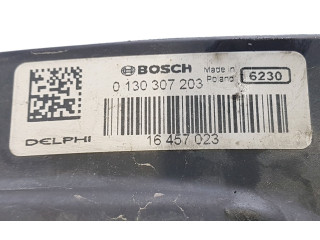 BOSCH Made in Poland 6230
0 130 307 203
DELPHI 16 457 023